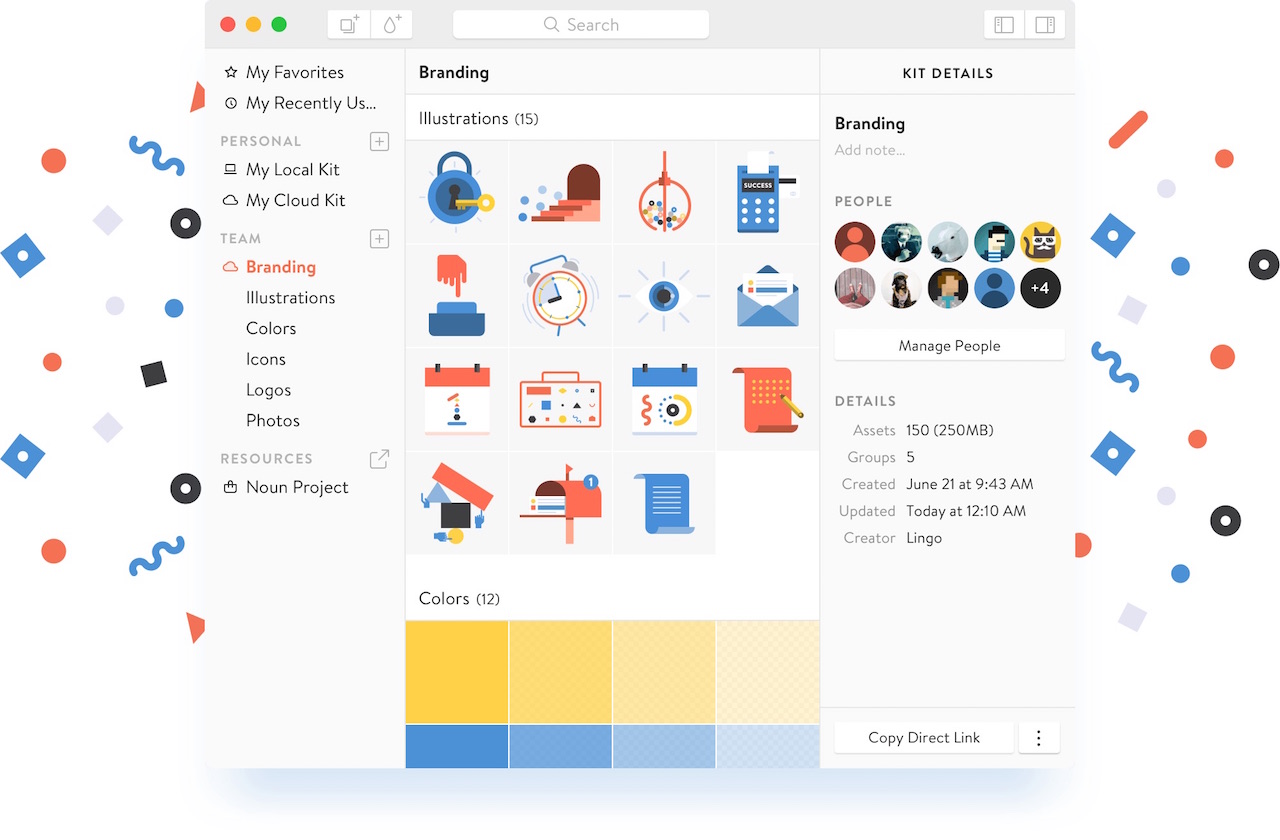 Search
My Favorites
My Recently Us...
PERSONAL
My Local Kit
My Cloud Kit
TEAM
Branding
Illustrations
Colors
Icons
Logos
Photos
RESOURCES
Noun Project
Branding
Illustrations (15)
SUCCESS
1
Colors (12)
KIT DETAILS
Branding
Add note...
PEOPLE
+4
Manage People
DETAILS
Assets 150 (250MB)
Groups 5
Created June 21 at 9:43 AM
Updated Today at 12:10 AM
Creator Lingo
Copy Direct Link